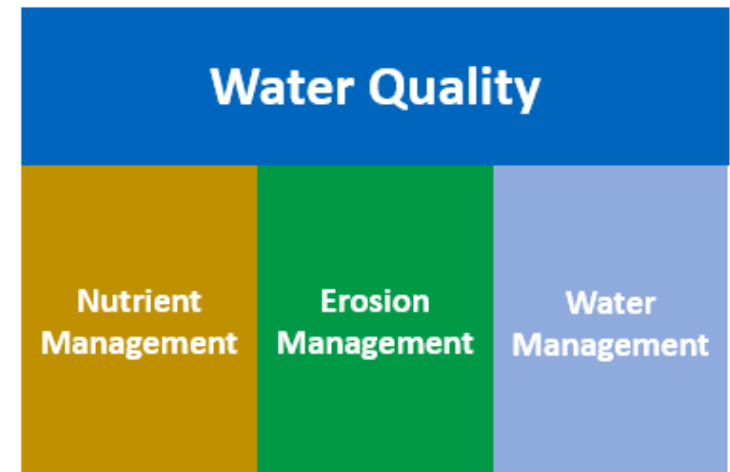 Water Quality
Nutrient
Management
Erosion
Management
Water
Management